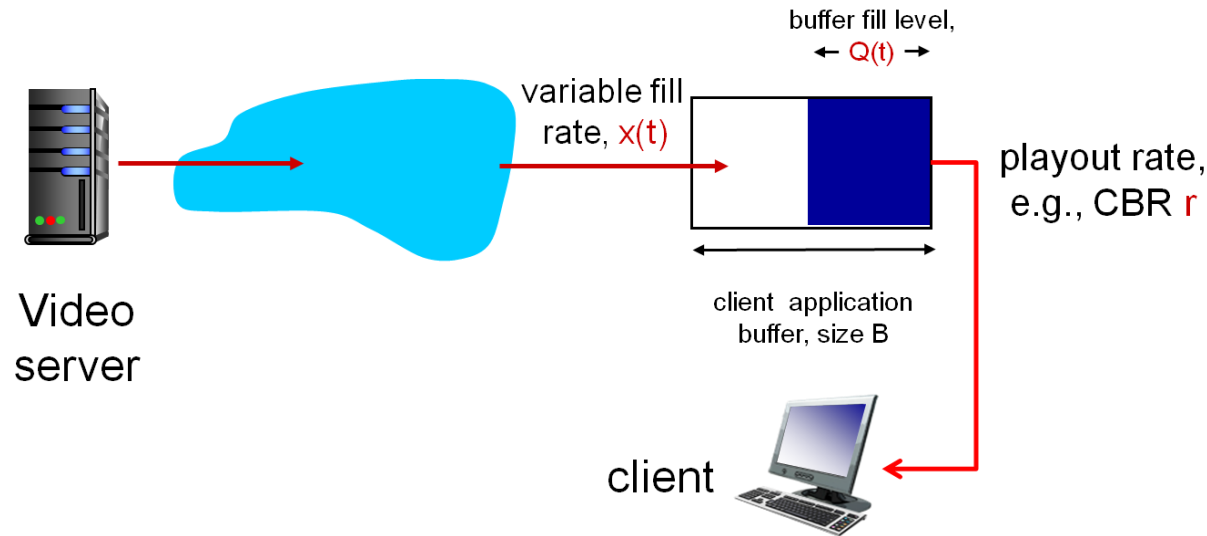 buffer fill level,
Q(t)
variable fill
rate, x(t)
playout rate,
e.g., CBR r
Video
server
client application
buffer, size B
client